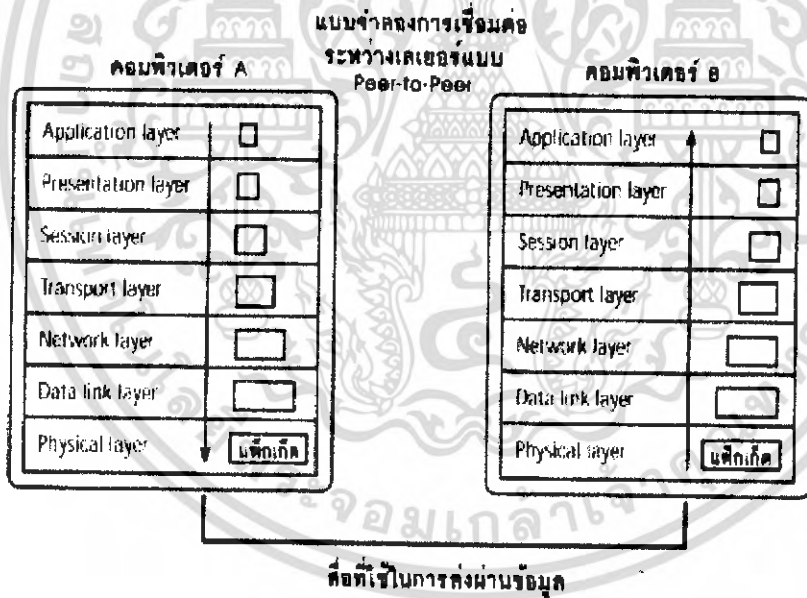 แบบจำลองการเชื่อมต่อ
ระหว่างเลเยอร์แบบ
Peer-to-Peer
คอมพิวเตอร์ A
Application layer
Presentation layer
Session layer
Transport layer
Network layer
Data link layer
Physical layer
แพ็กเก็ต
คอมพิวเตอร์ B
Application layer
Presentation layer
Session layer
Transport layer
Network layer
Data link layer
Physical layer
แพ็กเก็ต
สื่อที่ใช้ในการส่งผ่านข้อมูล